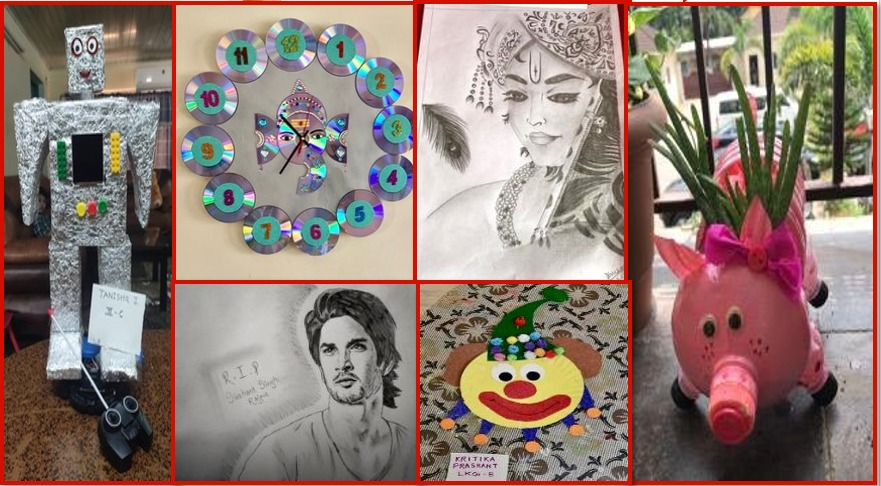 TANISHQ I
III-C
12
1
2
3
4
5
6
7
8
9
10
11
R.I.P
Sushant Singh
Rajput
KRITIKA
PRASHANT
LKG-E